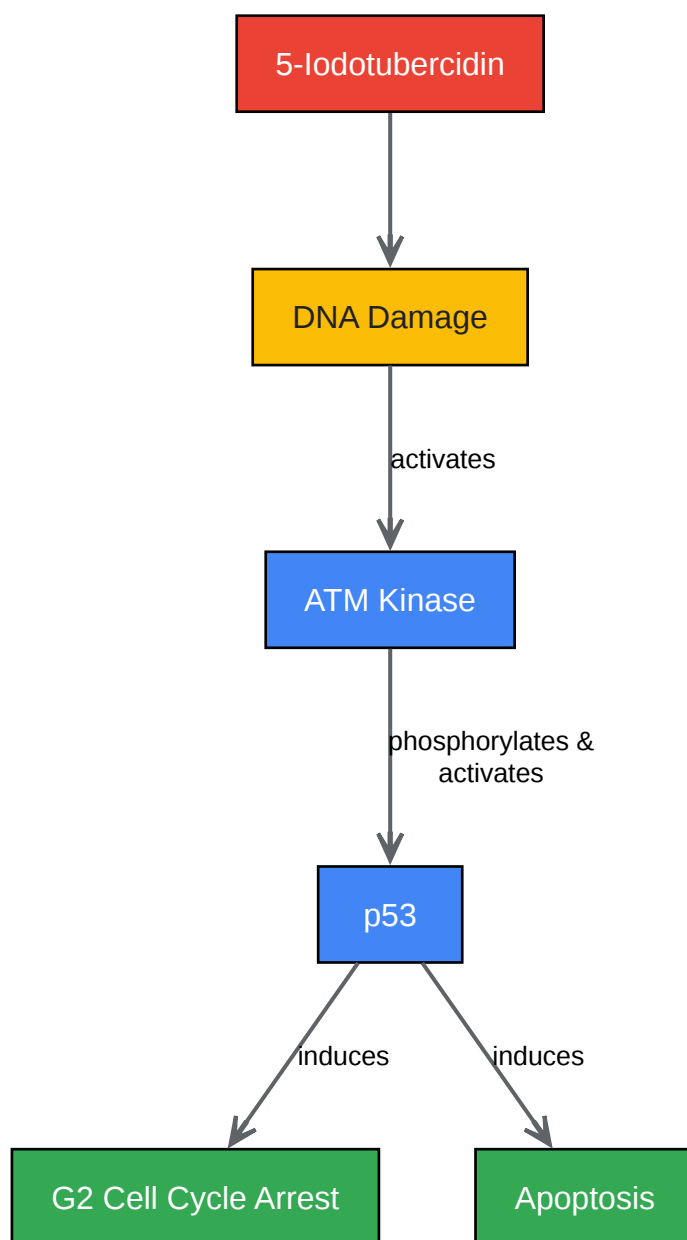 5-Iodotubercidin
DNA Damage
activates
ATM Kinase
phosphorylates &
activates
p53
induces
induces
G2 Cell Cycle Arrest
Apoptosis